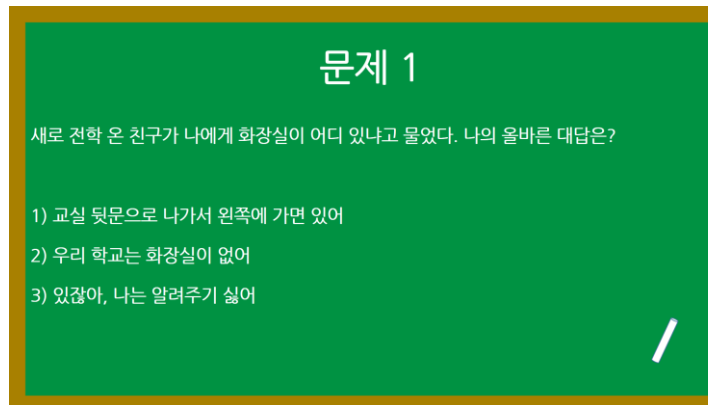 문제 1
새로 전학 온 친구가 나에게 화장실이 어디 있냐고 물었다. 나의 올바른 대답은?
1) 교실 뒷문으로 나가서 왼쪽에 가면 있어
2) 우리 학교는 화장실이 없어
3) 있잖아, 나는 알려주기 싫어